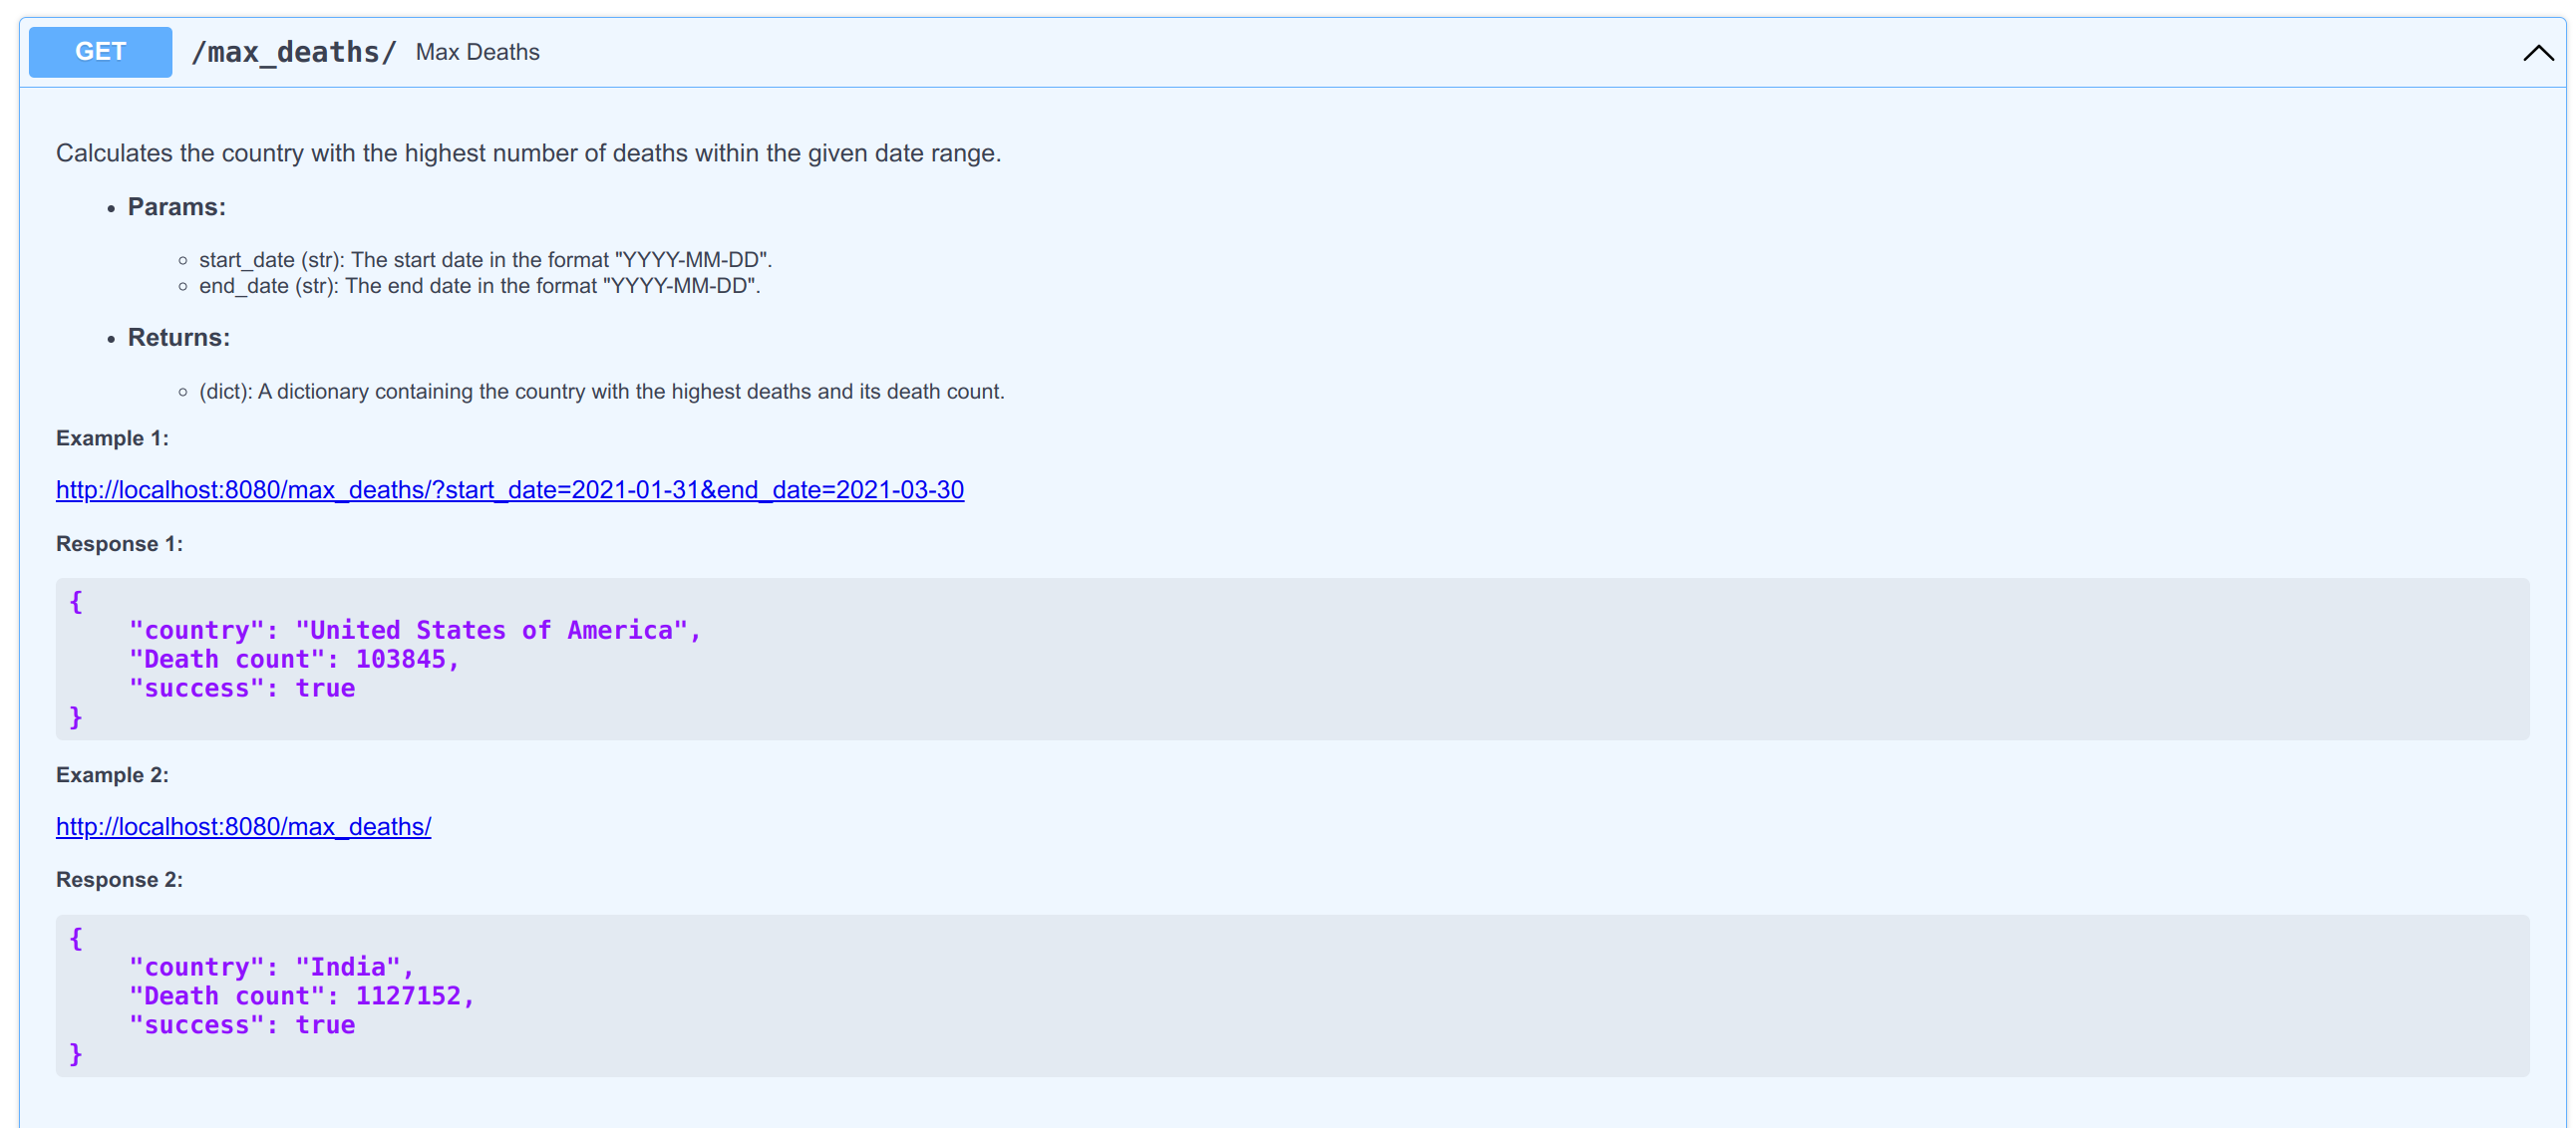 GET /max_deaths/ Max Deaths
Calculates the country with the highest number of deaths within the given date range.
• Params:
◦ start_date (str): The start date in the format "YYYY-MM-DD".
◦ end_date (str): The end date in the format "YYYY-MM-DD".
• Returns:
◦ (dict): A dictionary containing the country with the highest deaths and its death count.
Example 1:
http://localhost:8080/max_deaths/?start_date=2021-01-31&end_date=2021-03-30
Response 1:
{
    "country": "United States of America",
    "Death count": 103845,
    "success": true
}
Example 2:
http://localhost:8080/max_deaths/
Response 2:
{
    "country": "India",
    "Death count": 1127152,
    "success": true
}